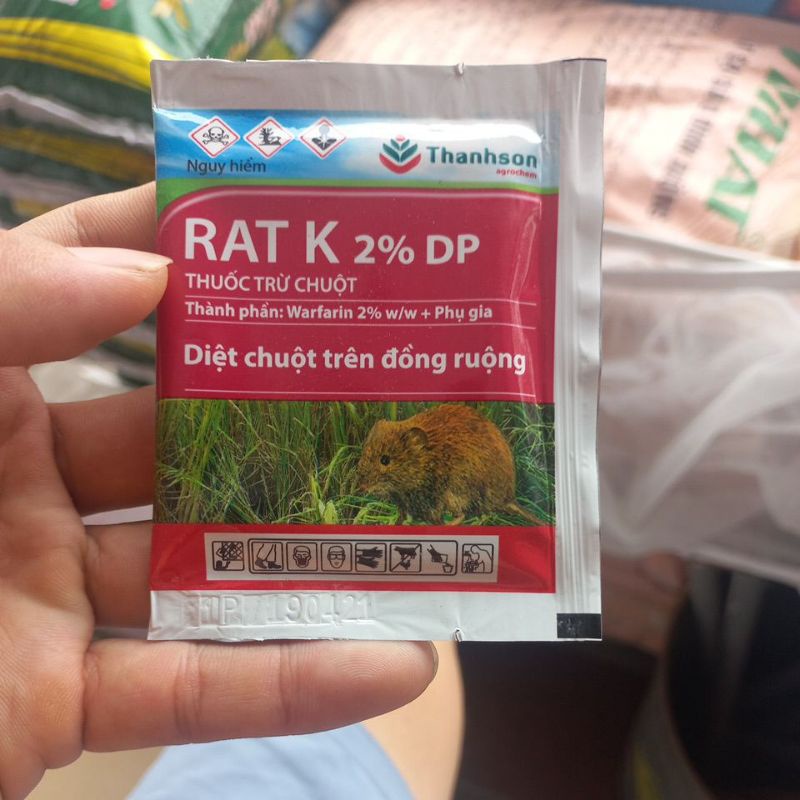 Nguy hiểm
Thanhson
agrochem
RAT K 2% DP
THUỐC TRỪ CHUỘT
Thành phần: Warfarin 2% w/w + Phụ gia
Diệt chuột trên đồng ruộng
190421